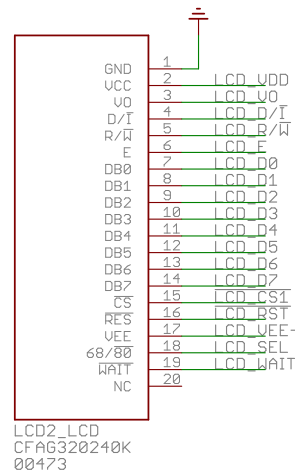 GND 1
VCC 2 LCD_VDD
VO 3 LCD_VO
D/I 4 LCD_D/I
R/W 5 LCD_R/W
E 6 LCD_E
DB0 7 LCD_D0
DB1 8 LCD_D1
DB2 9 LCD_D2
DB3 10 LCD_D3
DB4 11 LCD_D4
DB5 12 LCD_D5
DB6 13 LCD_D6
DB7 14 LCD_D7
CS 15 LCD_CS1
RES 16 LCD_RST
VEE 17 LCD_VEE-
68/80 18 LCD_SEL
WAIT 19 LCD_WAIT
NC 20
LCD2_LCD
CFAG320240K
00473